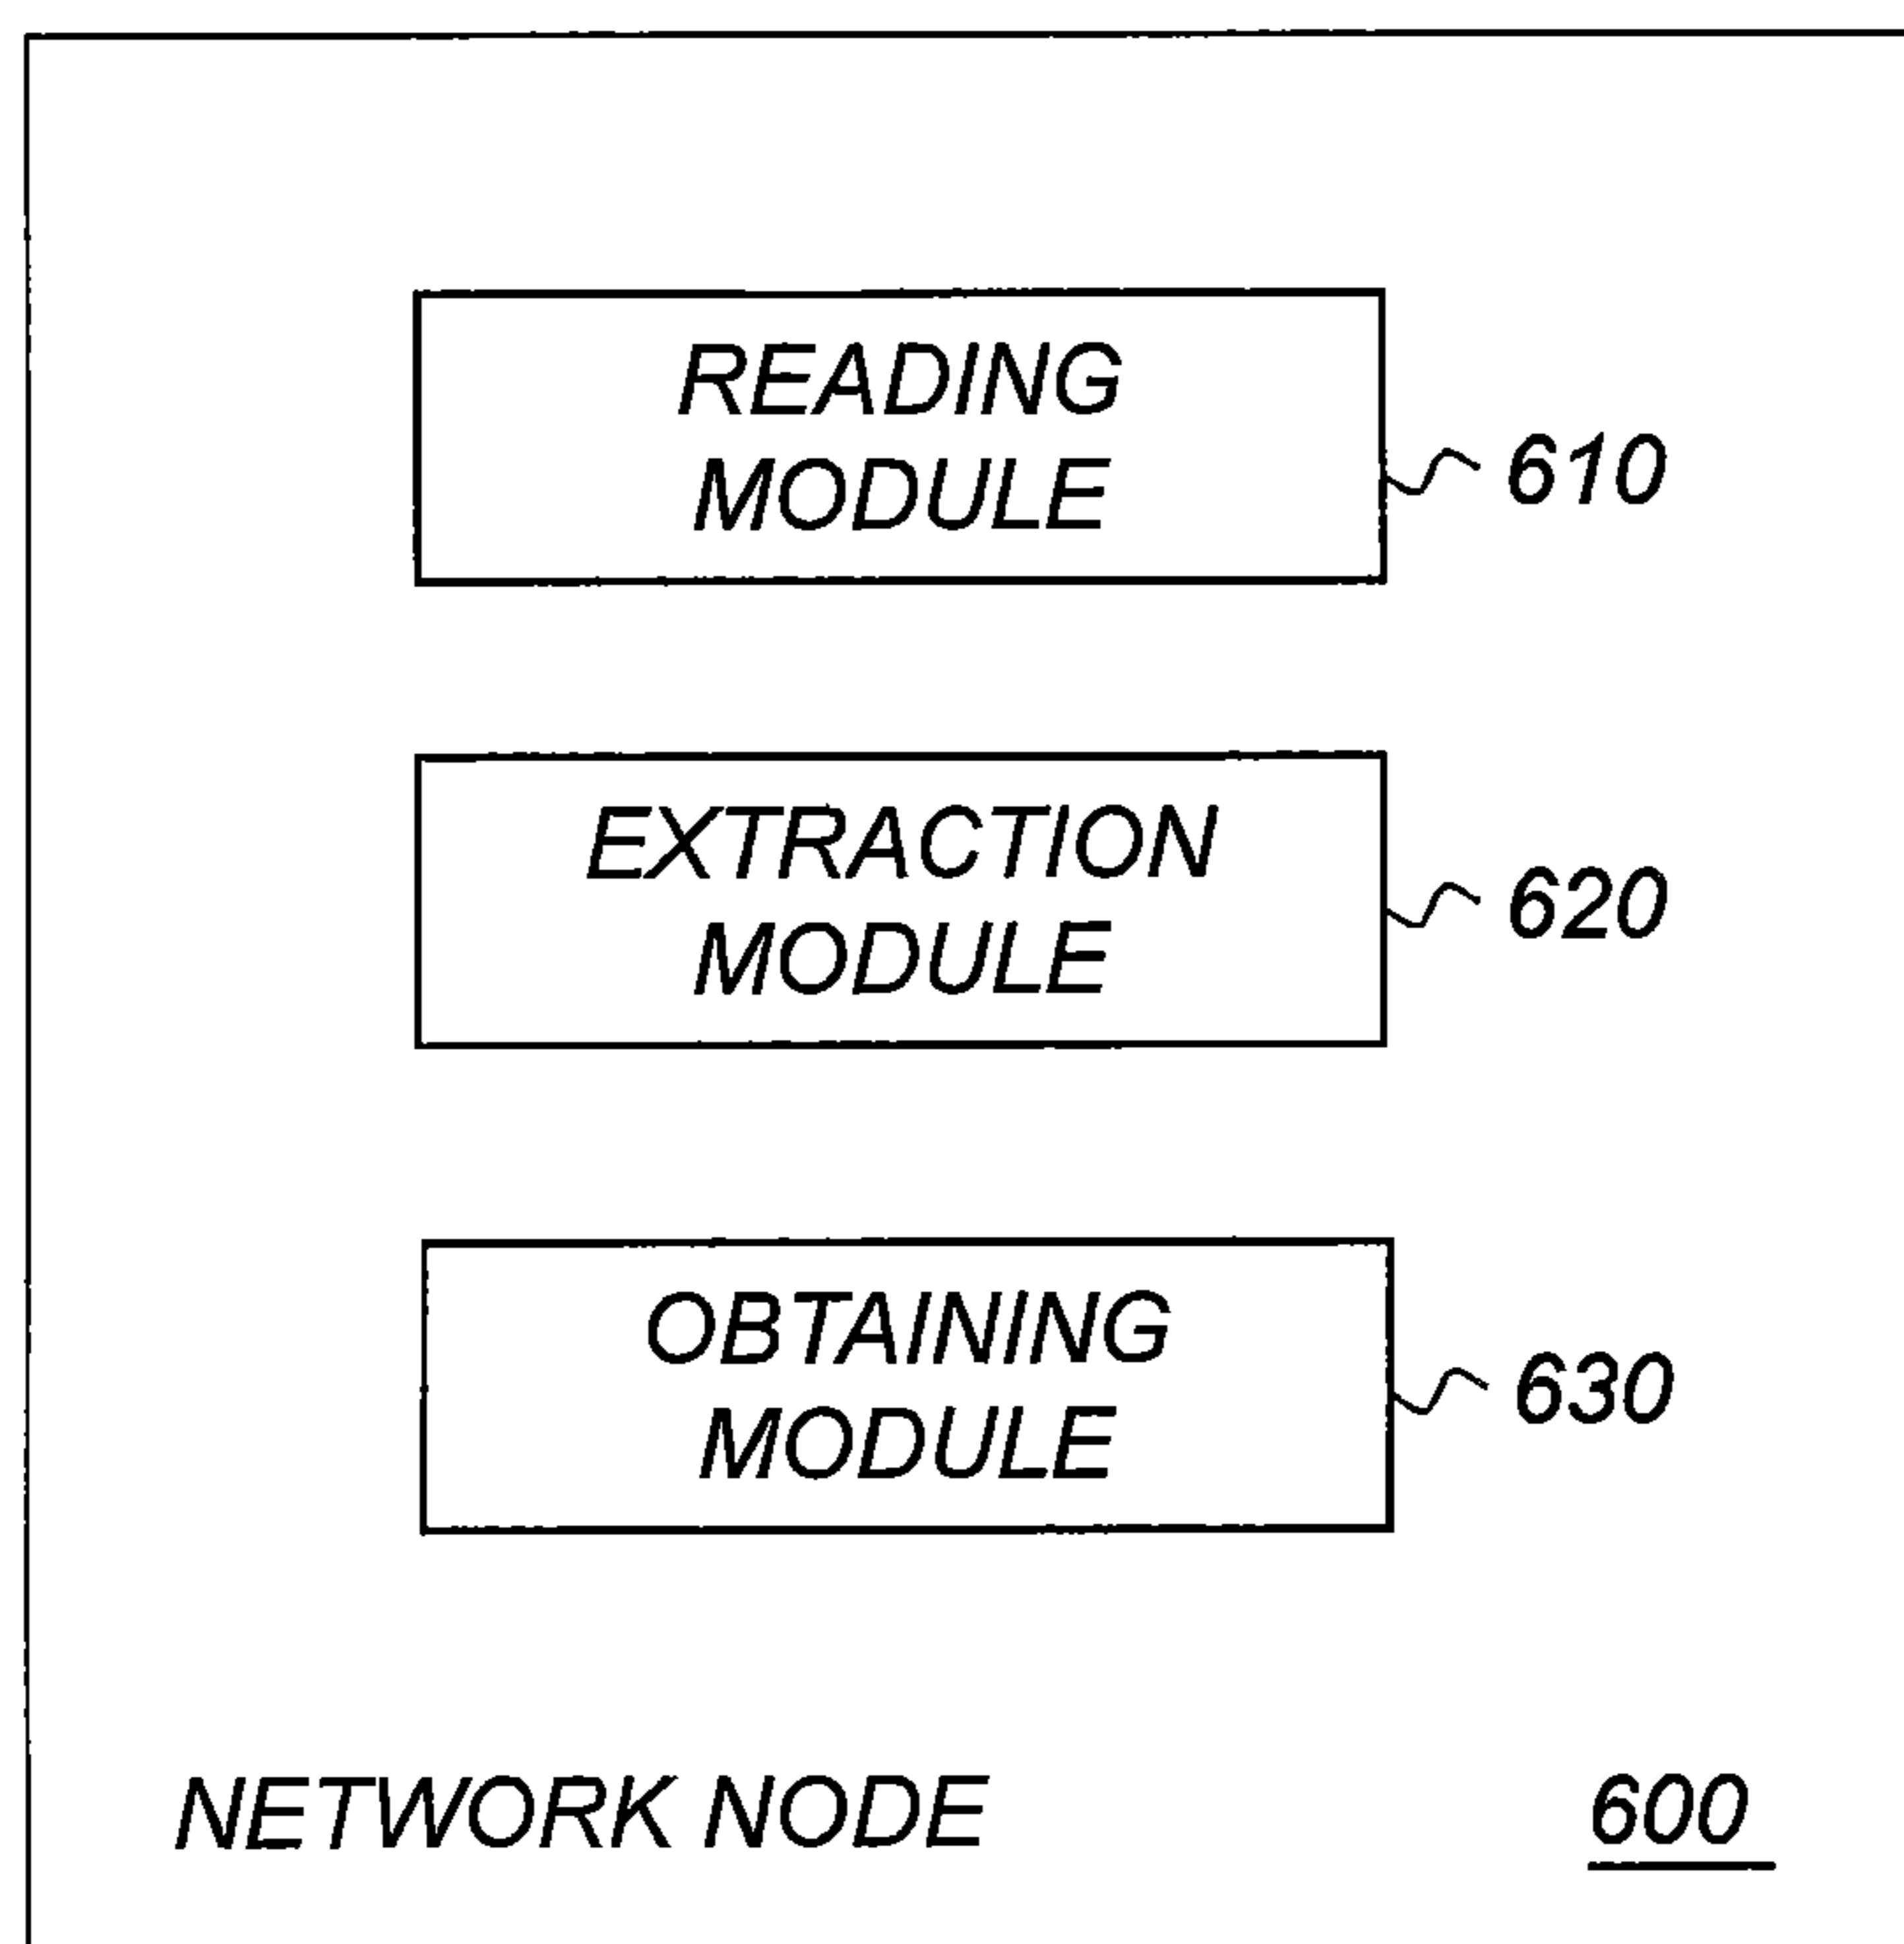 READING
MODULE
610
EXTRACTION
MODULE
620
OBTAINING
MODULE
630
NETWORK NODE
600